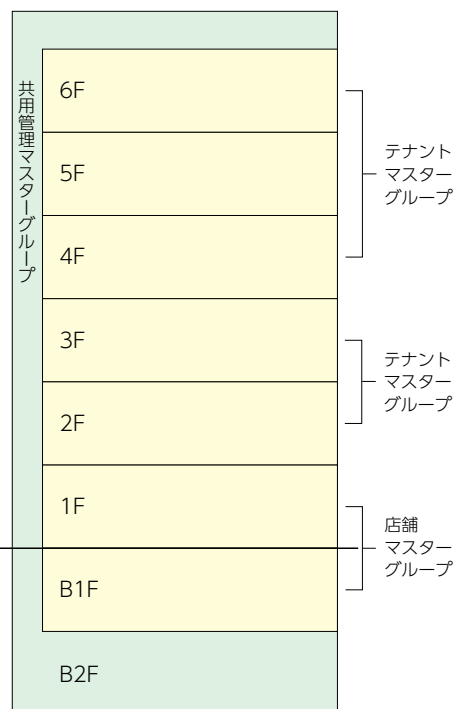 共用管理マスターグループ
6F
5F
4F
テナント
マスター
グループ
3F
2F
テナント
マスター
グループ
1F
B1F
店舗
マスター
グループ
B2F